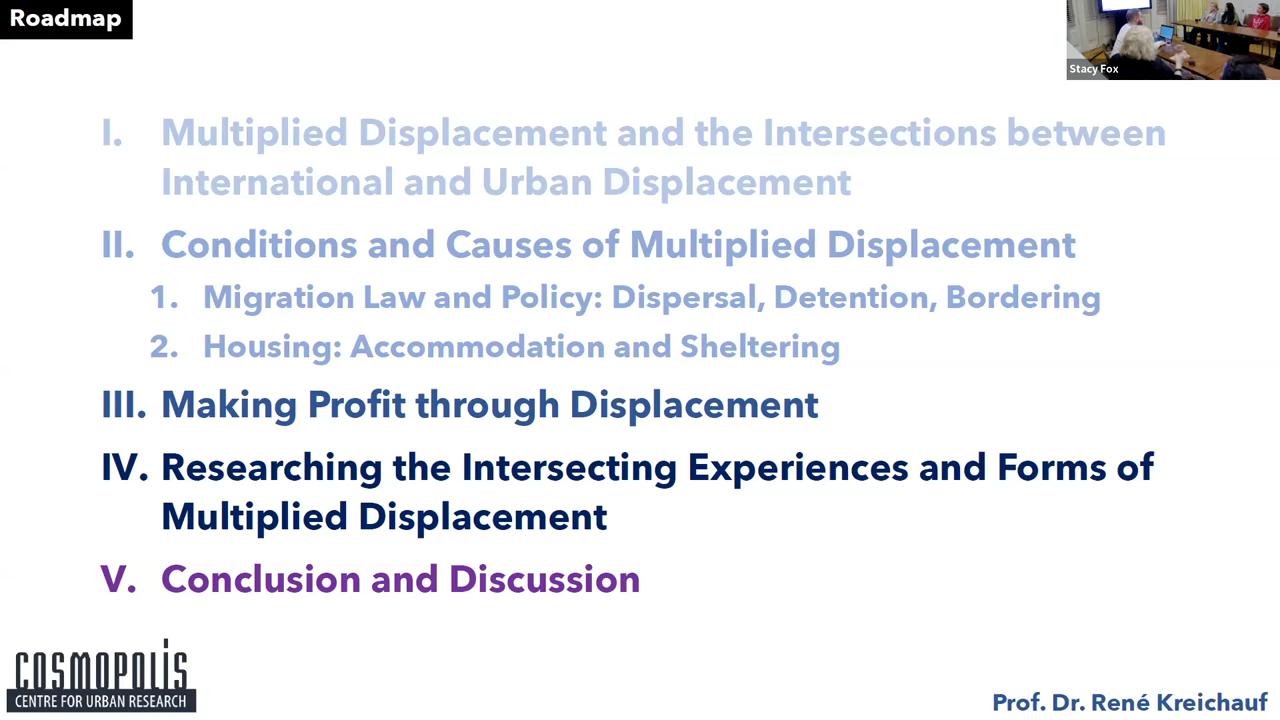 Roadmap
Stacy Fox
I. Multiplied Displacement and the Intersections between
International and Urban Displacement
II. Conditions and Causes of Multiplied Displacement
1. Migration Law and Policy: Dispersal, Detention, Bordering
2. Housing: Accommodation and Sheltering
III. Making Profit through Displacement
IV. Researching the Intersecting Experiences and Forms of
Multiplied Displacement
V. Conclusion and Discussion
COSMOPOLIS
CENTRE FOR URBAN RESEARCH
Prof. Dr. René Kreichauf